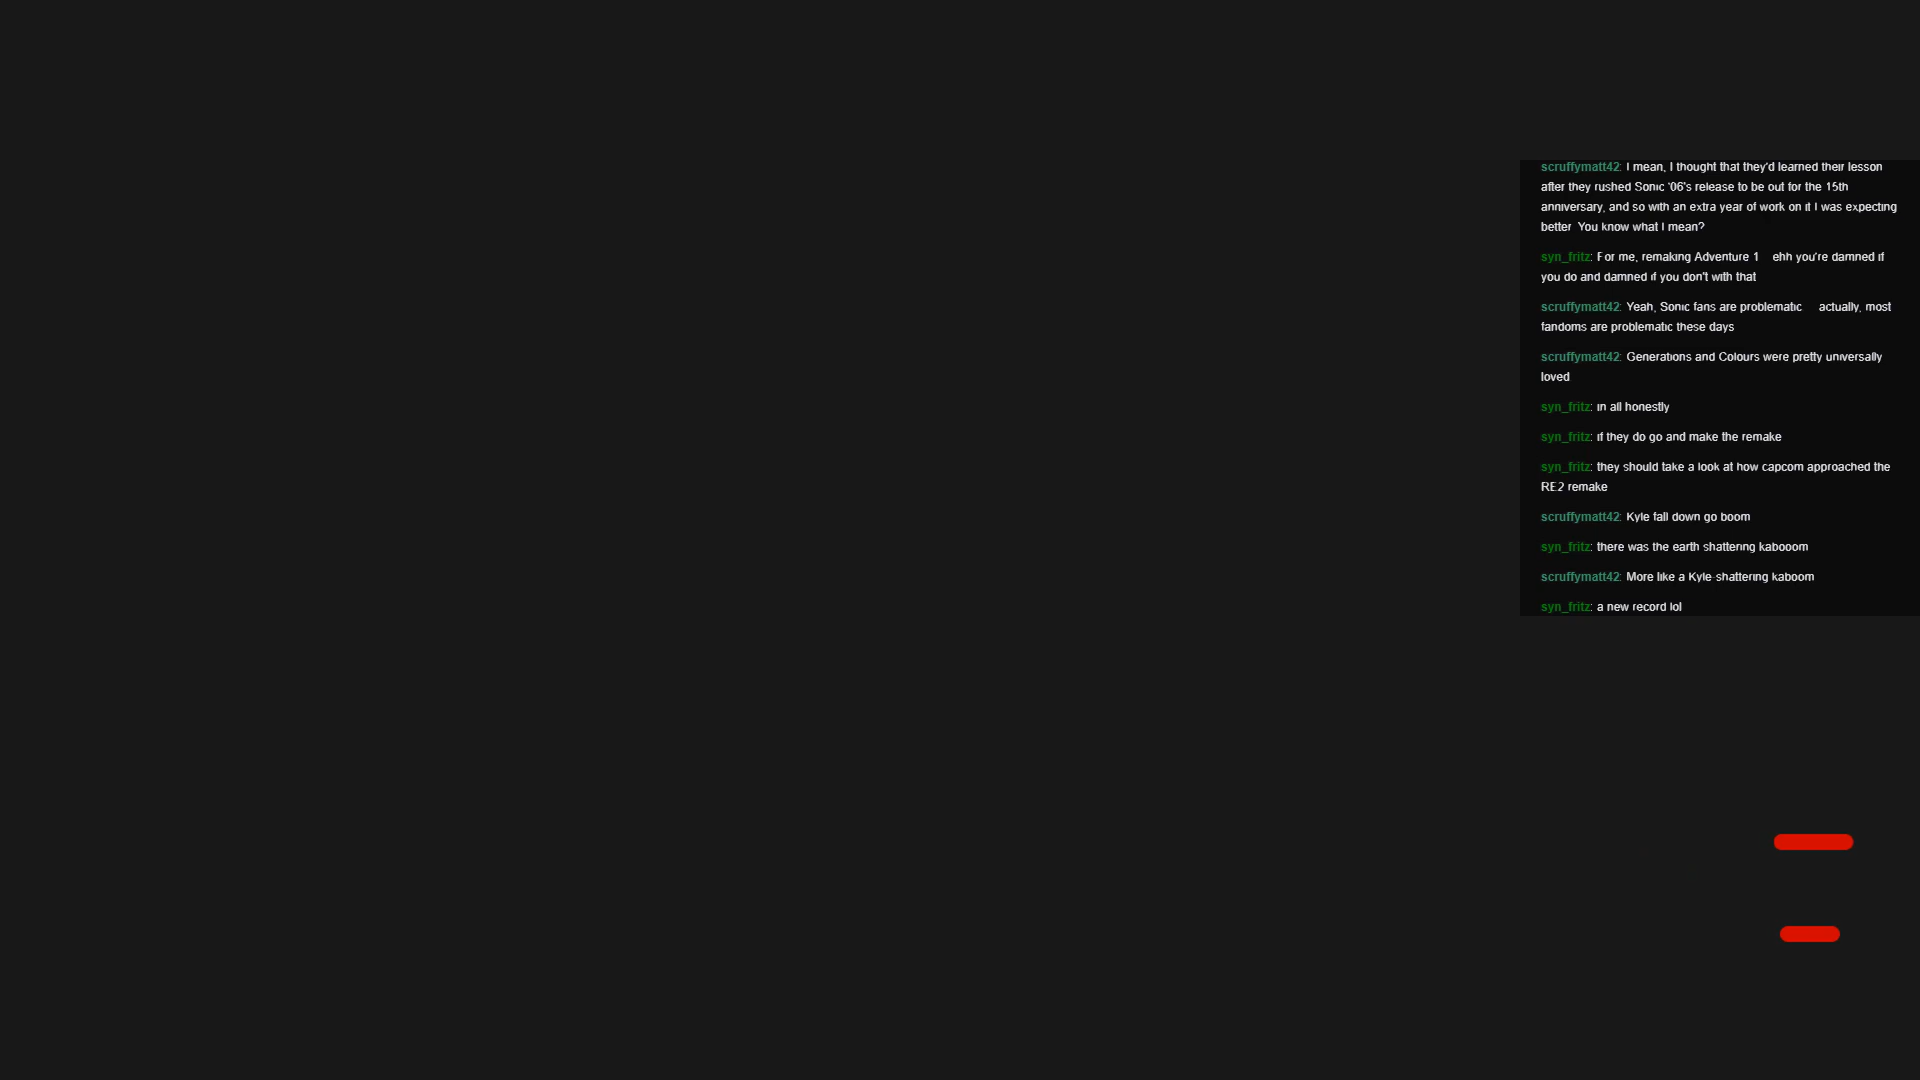 scruffymatt42: I mean, I thought that they'd learned their lesson
after they rushed Sonic '06's release to be out for the 15th
anniversary, and so with an extra year of work on it I was expecting
better. You know what I mean?
syn_fritz: For me, remaking Adventure 1... ehh you're damned if
you do and damned if you don't with that
scruffymatt42: Yeah, Sonic fans are problematic.... actually, most
fandoms are problematic these days
scruffymatt42: Generations and Colours were pretty universally
loved
syn_fritz: in all honestly
syn_fritz: if they do go and make the remake
syn_fritz: they should take a look at how capcom approached the
RE2 remake
scruffymatt42: Kyle fall down go boom
syn_fritz: there was the earth shattering kabooom
scruffymatt42: More like a Kyle-shattering kaboom
syn_fritz: a new record lol